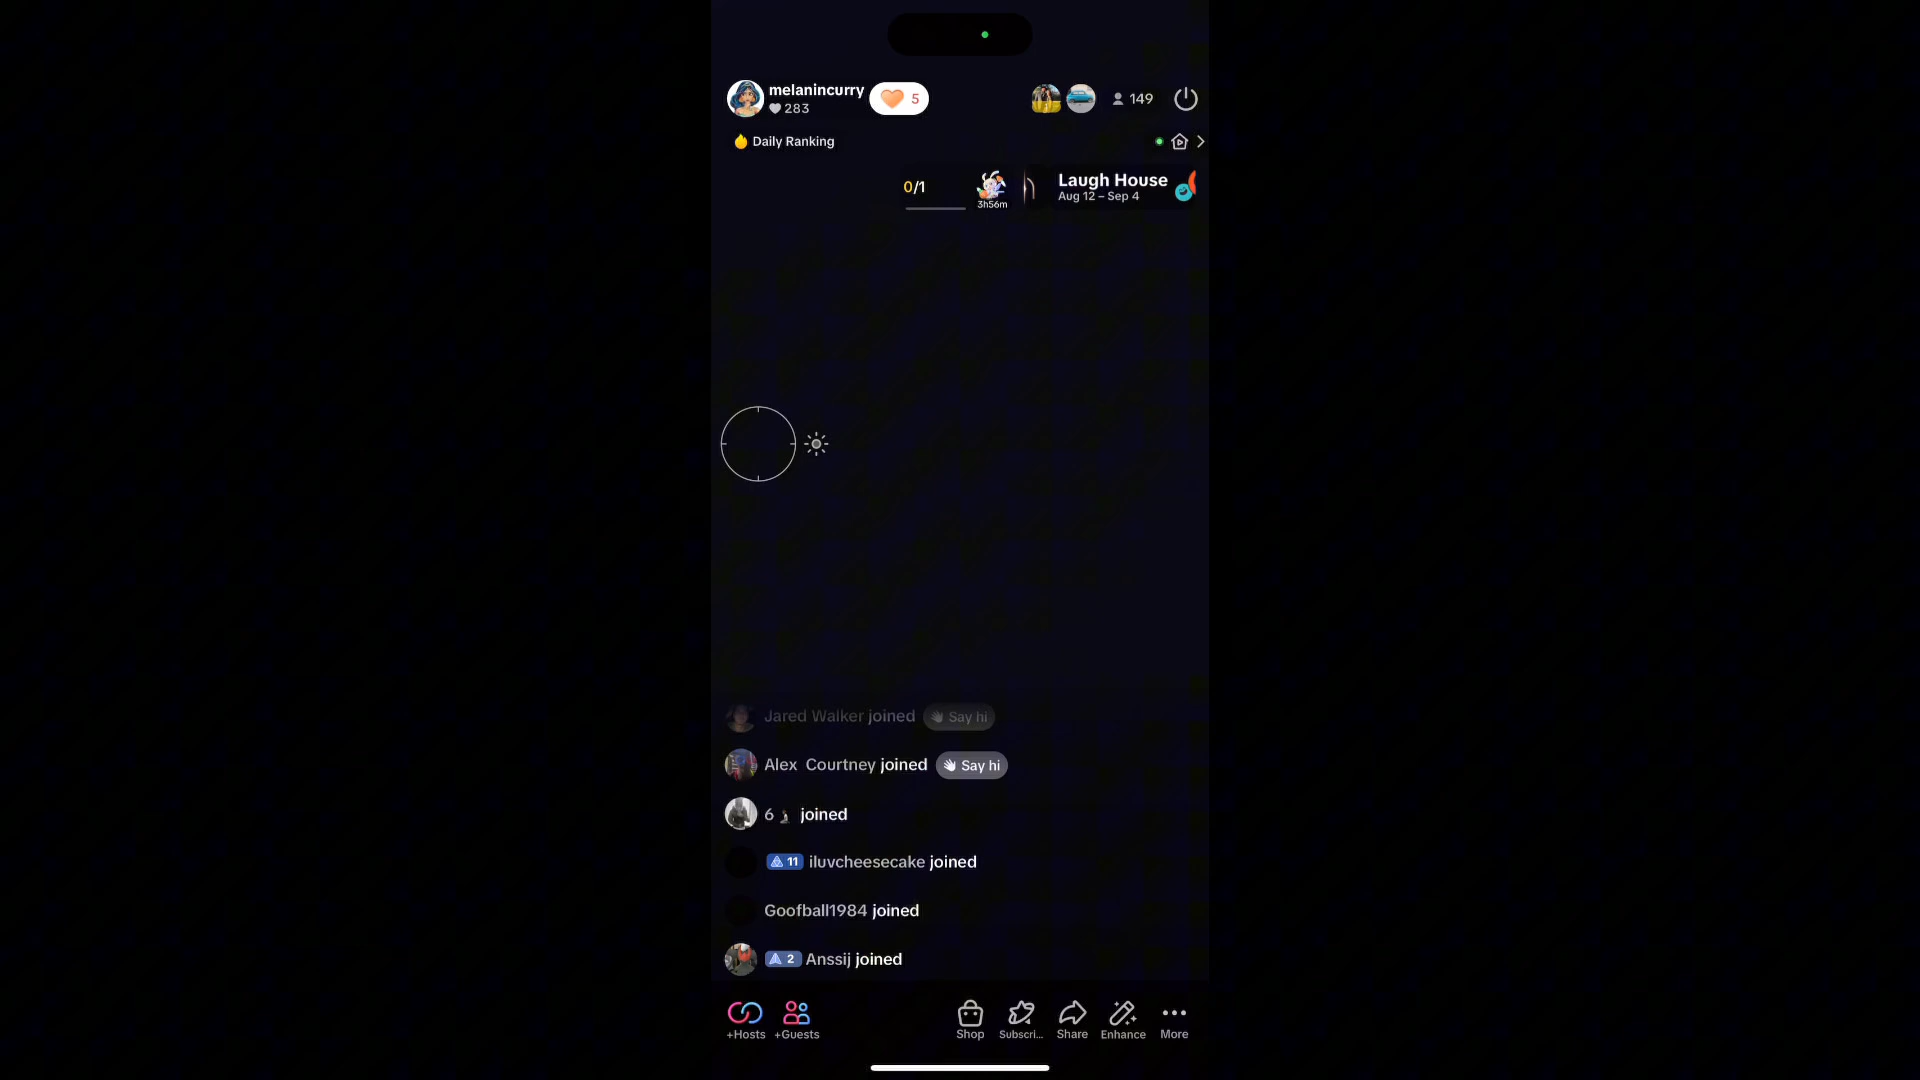 melanincurry
283
5
149
Daily Ranking
0/1
3h56m
Laugh House
Aug 12 – Sep 4
Jared Walker joined
Say hi
Alex Courtney joined
Say hi
6 joined
11 iluvcheesecake joined
Goofball1984 joined
2 Anssij joined
+Hosts
+Guests
Shop
Subscri...
Share
Enhance
More